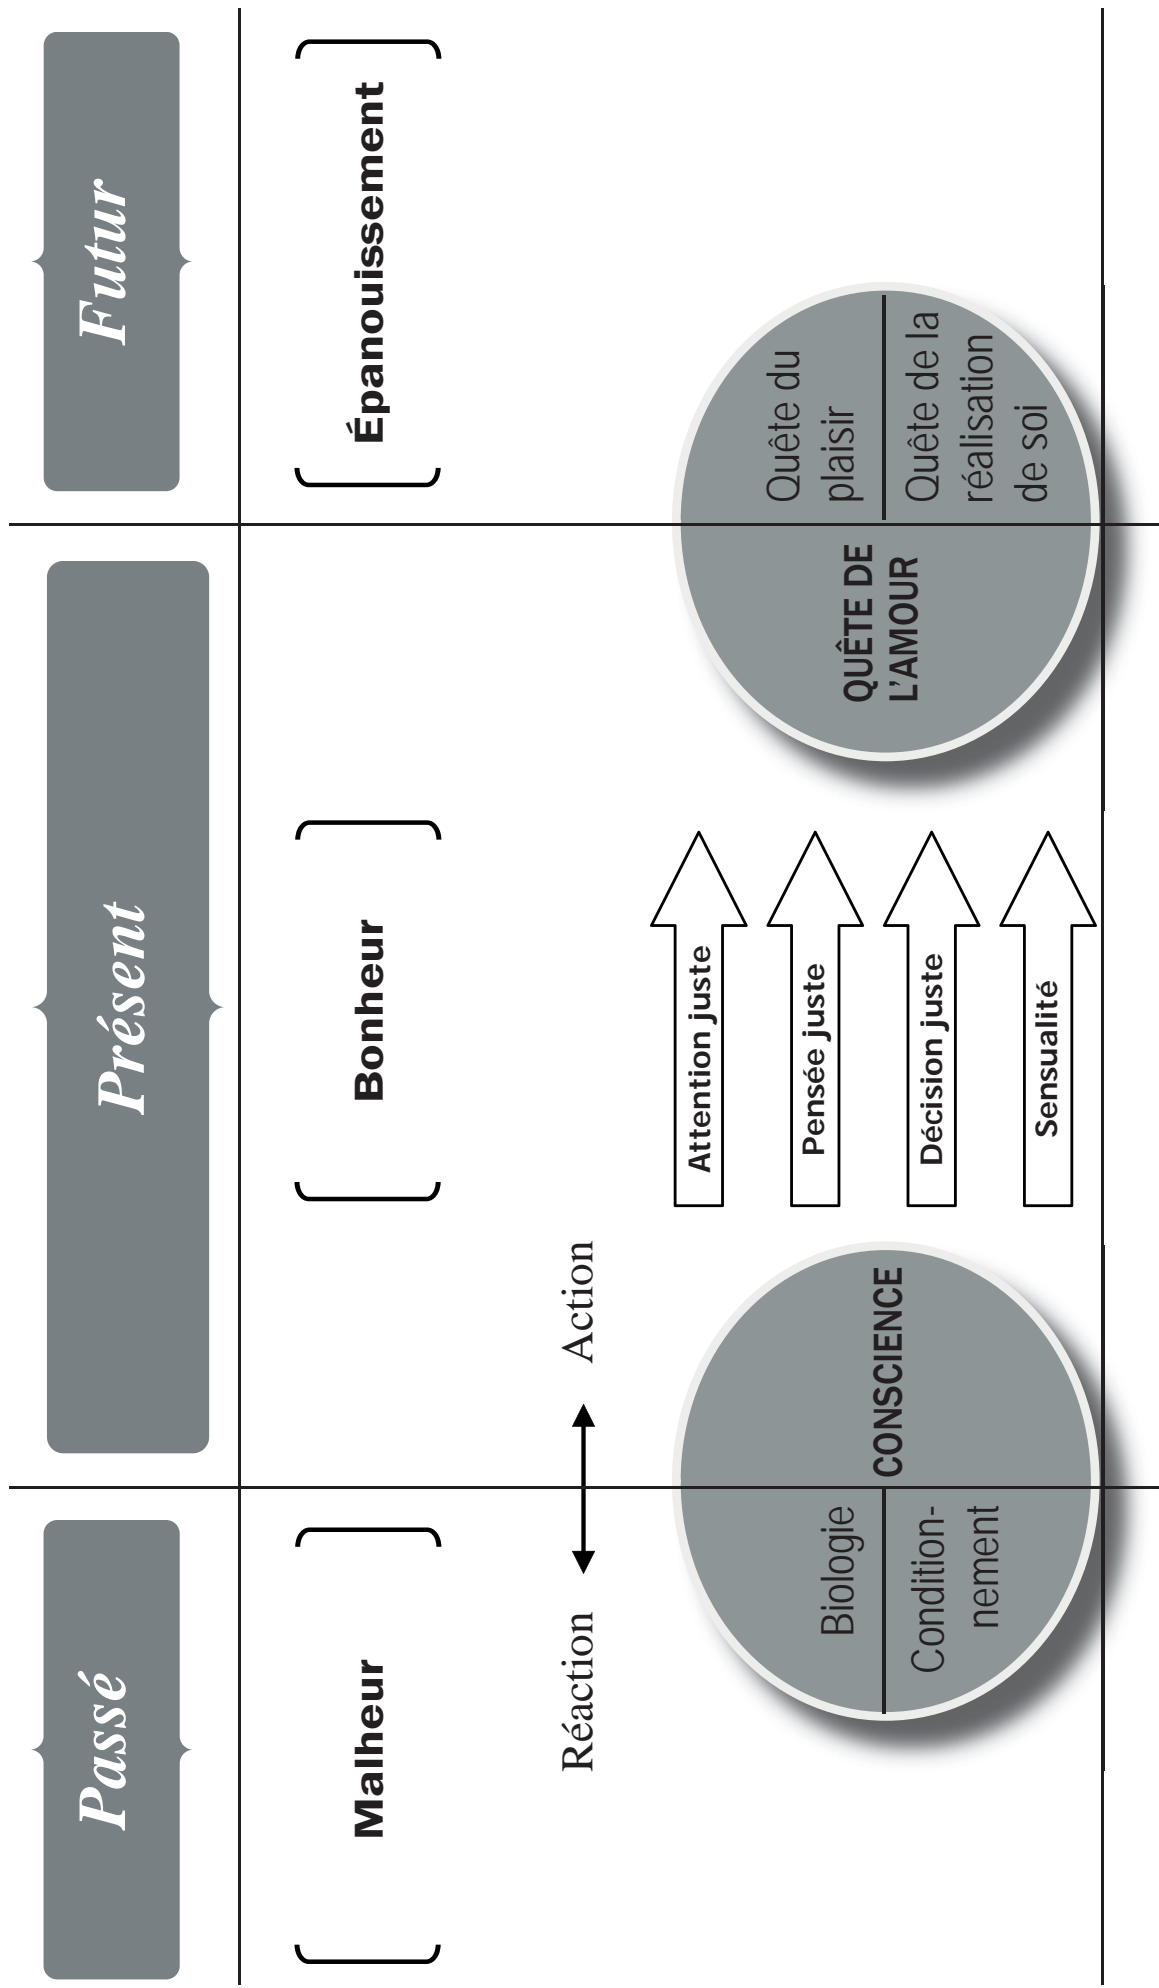 Passé
Présent
Futur
Malheur
Bonheur
Épanouissement
Réaction
Action
Biologie
Condition-
nement
CONSCIENCE
Attention juste
Pensée juste
Décision juste
Sensualité
QUÊTE DE
L'AMOUR
Quête du
plaisir
Quête de la
réalisation
de soi